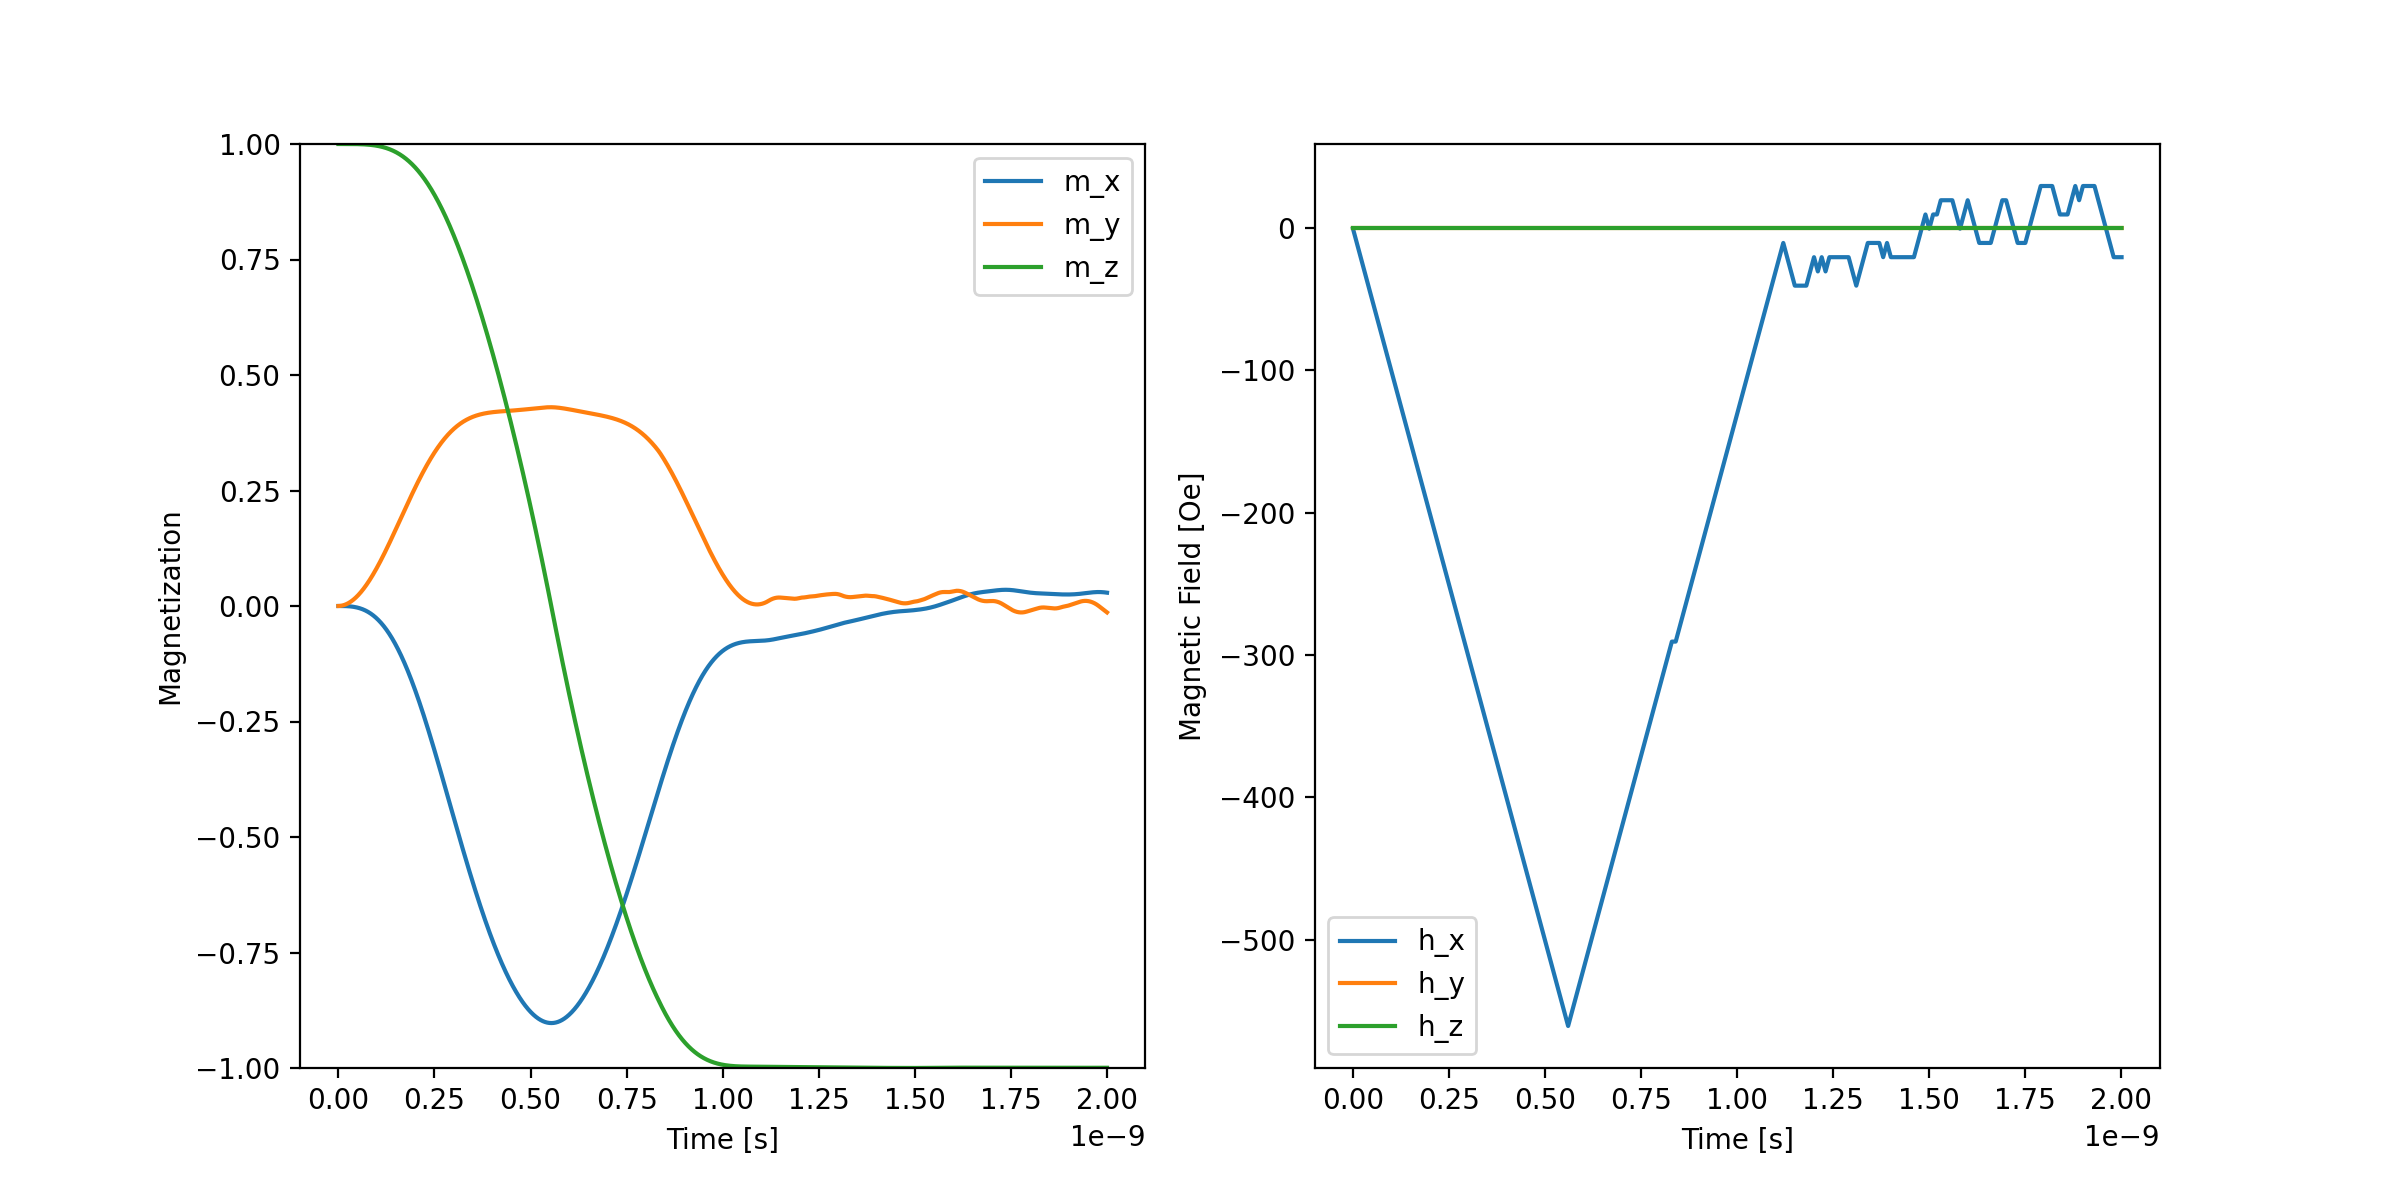 1.00
0.75
0.50
0.25
0.00
−0.25
−0.50
−0.75
−1.00
Magnetization
m_x
m_y
m_z
0.00 0.25 0.50 0.75 1.00 1.25 1.50 1.75 2.00
Time [s]
1e−9
0
−100
−200
−300
−400
−500
Magnetic Field [Oe]
h_x
h_y
h_z
0.00 0.25 0.50 0.75 1.00 1.25 1.50 1.75 2.00
Time [s]
1e−9